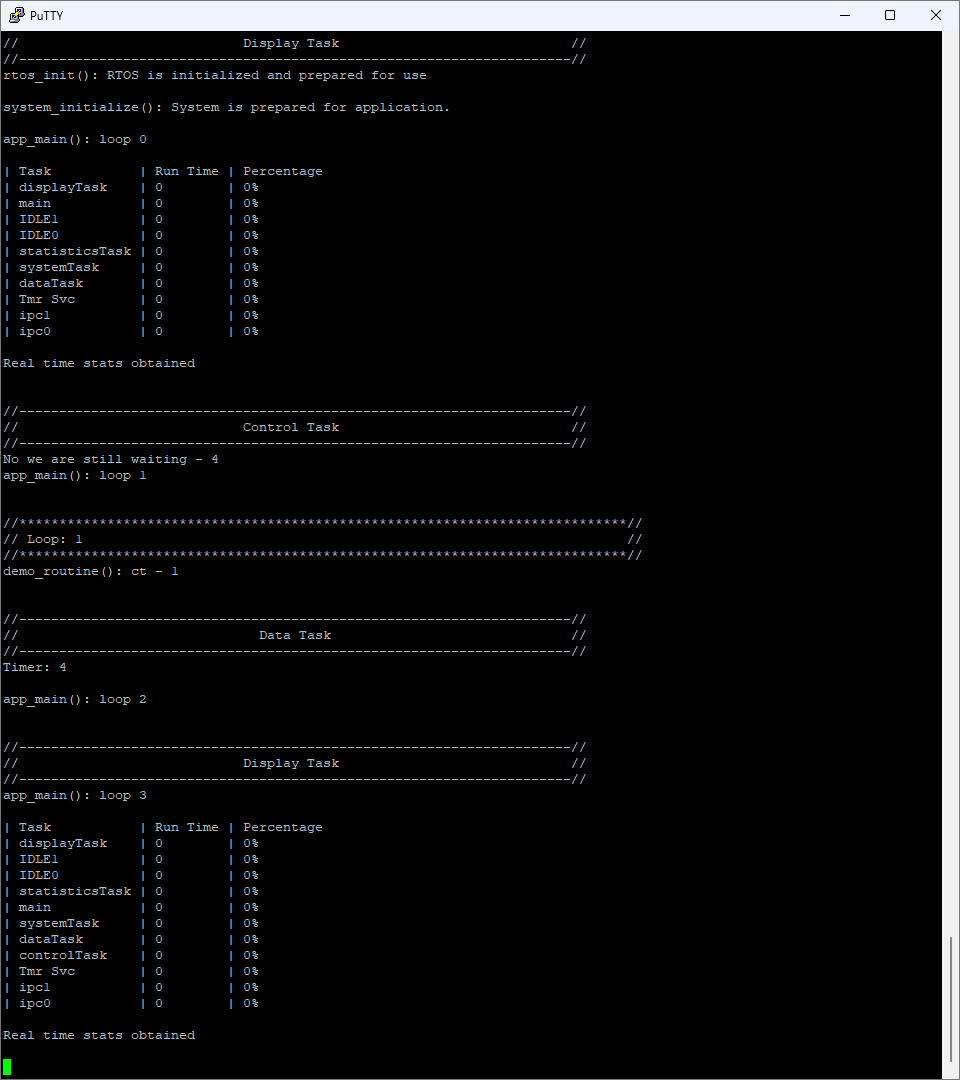 PuTTY
//                            Display Task                             //
//---------------------------------------------------------------------//
rtos_init(): RTOS is initialized and prepared for use
system_initialize(): System is prepared for application.
app_main(): loop 0
| Task           | Run Time | Percentage
| displayTask    | 0        | 0%
| main           | 0        | 0%
| IDLE1          | 0        | 0%
| IDLE0          | 0        | 0%
| statisticsTask | 0        | 0%
| systemTask     | 0        | 0%
| dataTask       | 0        | 0%
| Tmr Svc        | 0        | 0%
| ipc1           | 0        | 0%
| ipc0           | 0        | 0%
Real time stats obtained
//---------------------------------------------------------------------//
//                            Control Task                             //
//---------------------------------------------------------------------//
No we are still waiting - 4
app_main(): loop 1
//****************************************************************************//
// Loop: 1                                                                    //
//****************************************************************************//
demo_routine(): ct - 1
//---------------------------------------------------------------------//
//                              Data Task                              //
//---------------------------------------------------------------------//
Timer: 4
app_main(): loop 2
//---------------------------------------------------------------------//
//                            Display Task                             //
//---------------------------------------------------------------------//
app_main(): loop 3
| Task           | Run Time | Percentage
| displayTask    | 0        | 0%
| IDLE1          | 0        | 0%
| IDLE0          | 0        | 0%
| statisticsTask | 0        | 0%
| main           | 0        | 0%
| systemTask     | 0        | 0%
| dataTask       | 0        | 0%
| controlTask    | 0        | 0%
| Tmr Svc        | 0        | 0%
| ipc1           | 0        | 0%
| ipc0           | 0        | 0%
Real time stats obtained